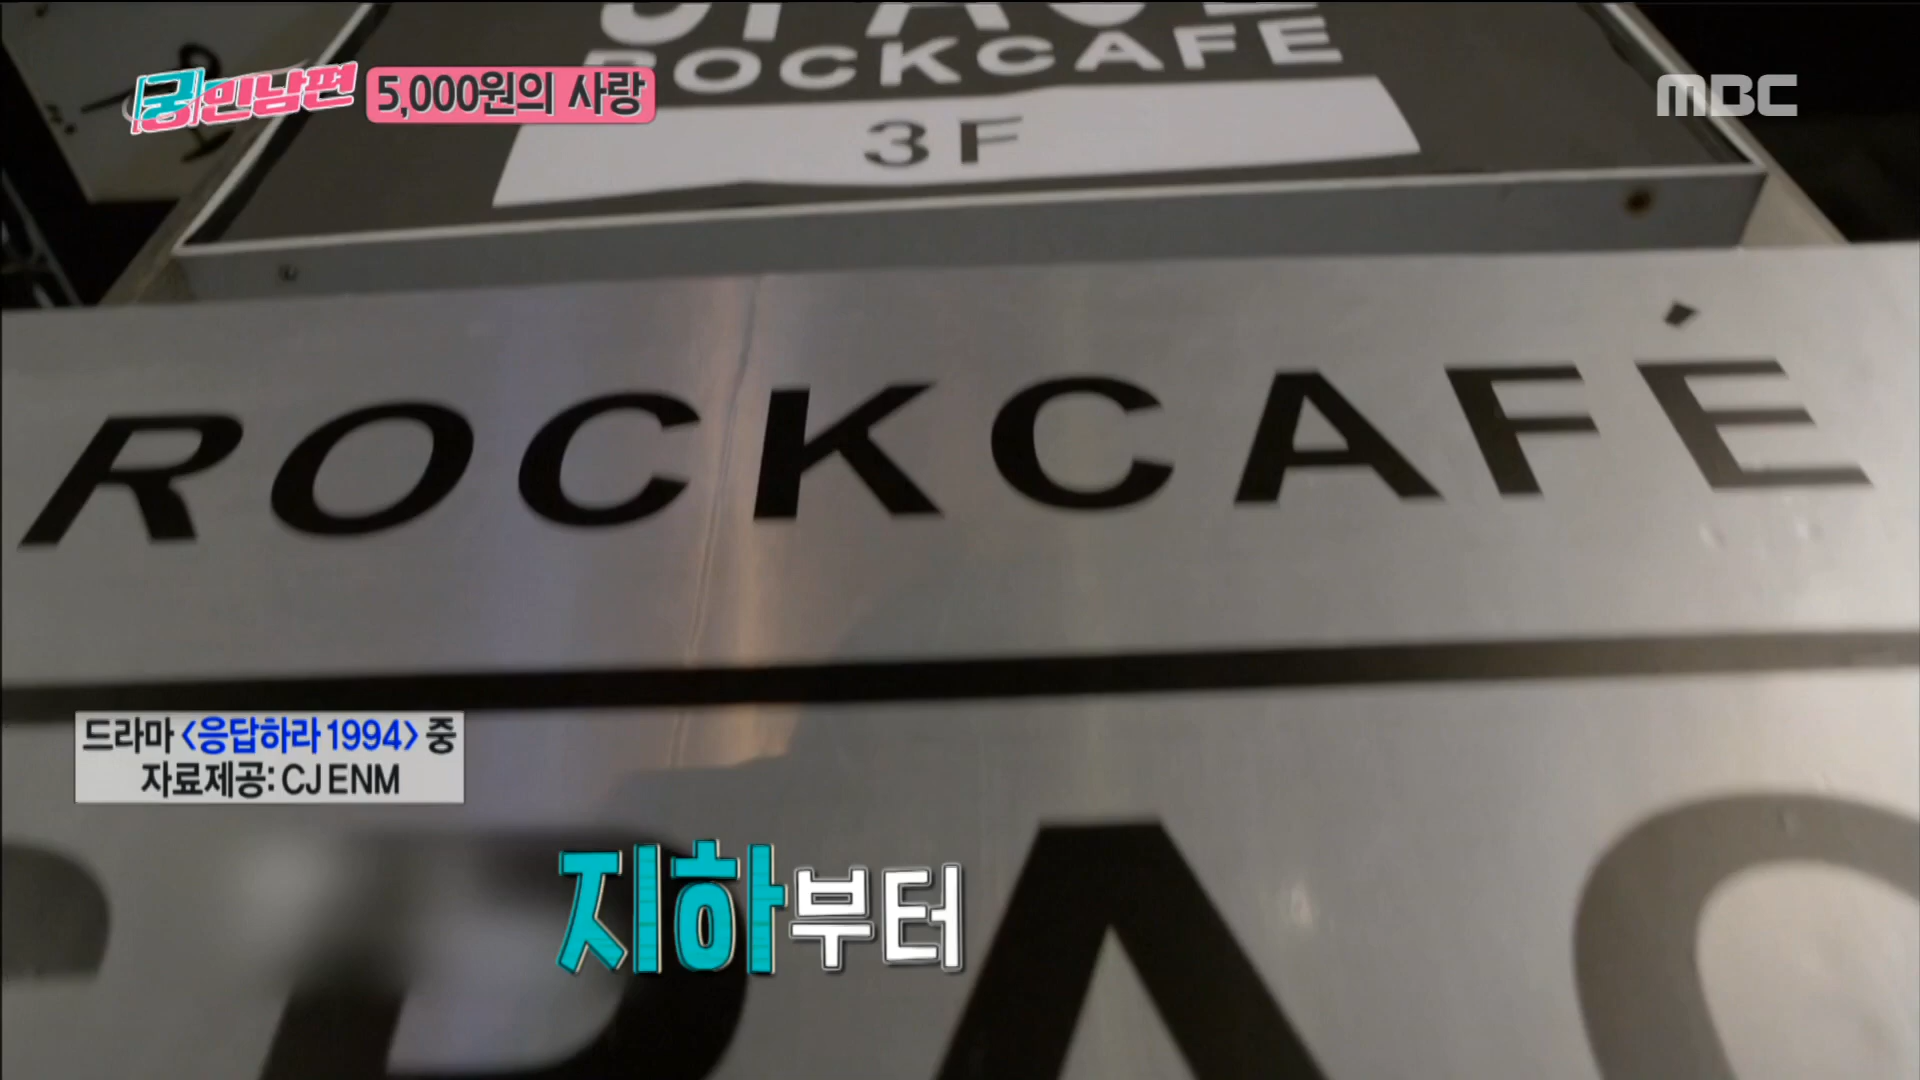 SPACE
ROCKCAFE
궁민남편 5,000원의 사랑
MBC
3F
ROCKCAFÉ
드라마 <응답하라 1994> 중
자료제공: CJ ENM
지하부터